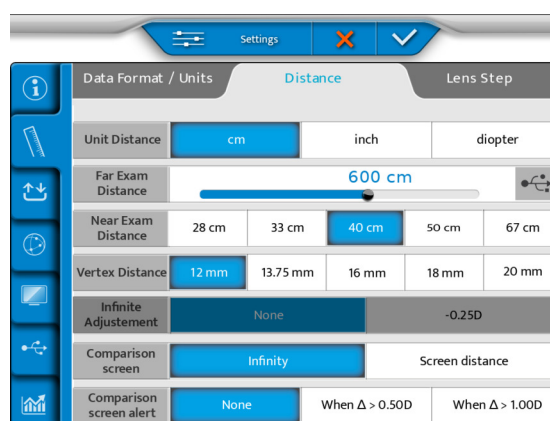 Settings
Data Format / Units Distance Lens Step
Unit Distance cm inch diopter
Far Exam
Distance
600 cm
Near Exam
Distance
28 cm 33 cm 40 cm 50 cm 67 cm
Vertex Distance 12 mm 13.75 mm 16 mm 18 mm 20 mm
Infinite
Adjustement
None -0.25D
Comparison
screen
Infinity Screen distance
Comparison
screen alert
None When Δ > 0.50D When Δ > 1.00D